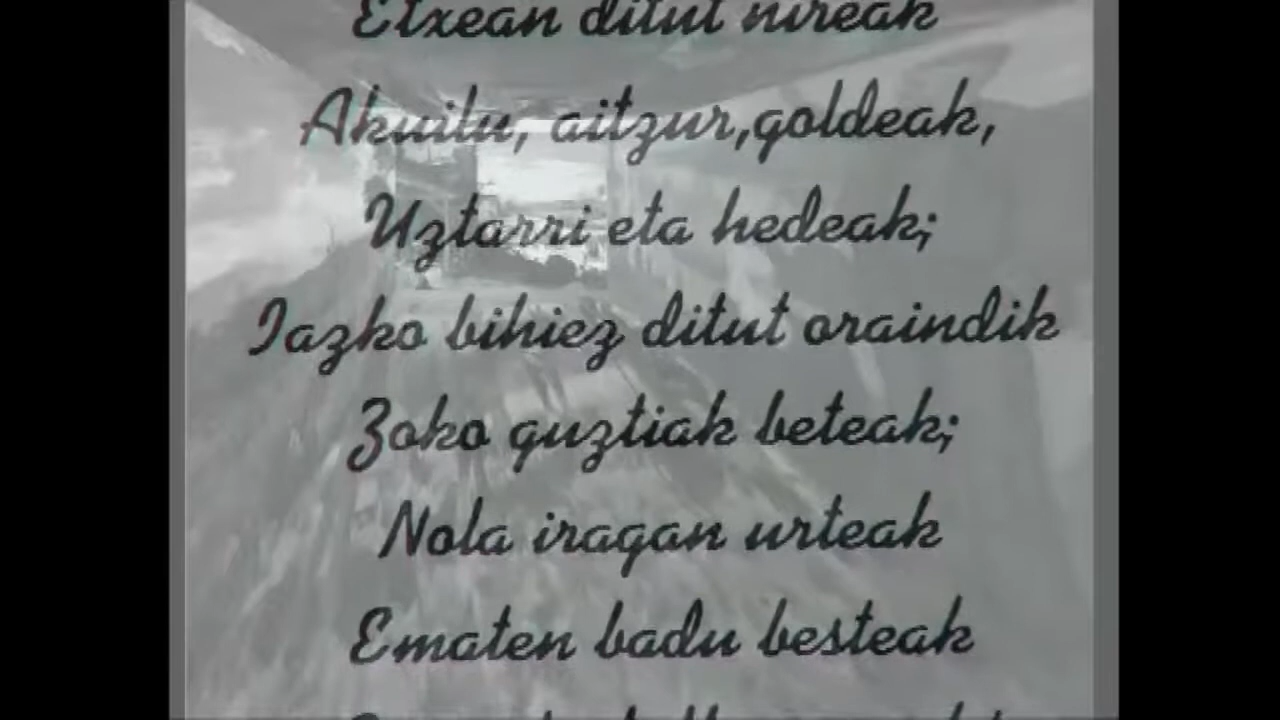 Etxean ditut nireak
Akuilu, aitzur,goldeak,
Uztarri eta hedeak;
Iazko bihiez ditut oraindik
Zoko guztiak beteak;
Nola iragan urteak
Ematen badu besteak